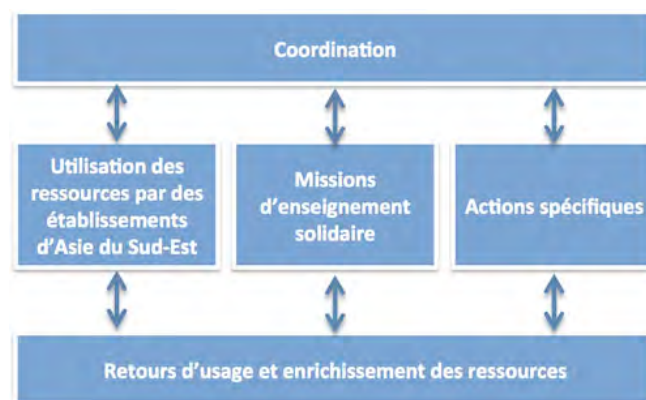 Coordination
Utilisation des
ressources par des
établissements
d'Asie du Sud-Est
Missions
d'enseignement
solidaire
Actions spécifiques
Retours d'usage et enrichissement des ressources